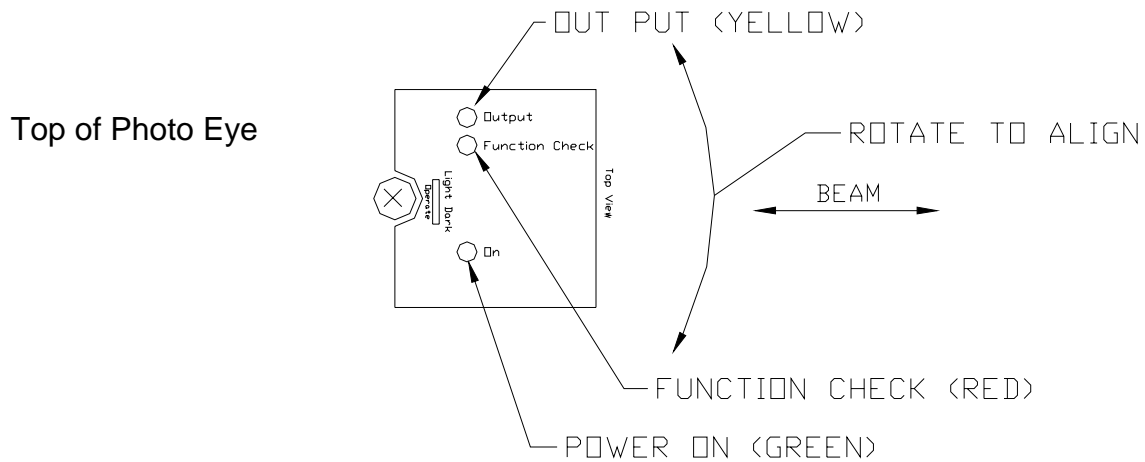 OUT PUT (YELLOW)
Top of Photo Eye
Output
Function Check
ROTATE TO ALIGN
Light Dark
Operate
Top View
BEAM
On
FUNCTION CHECK (RED)
POWER ON (GREEN)